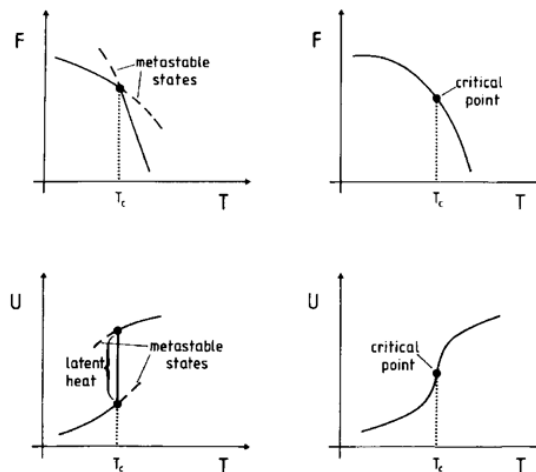 F
metastable
states
T_c
T
F
critical
point
T_c
T
U
latent
heat
metastable
states
T_c
T
U
critical
point
T_c
T